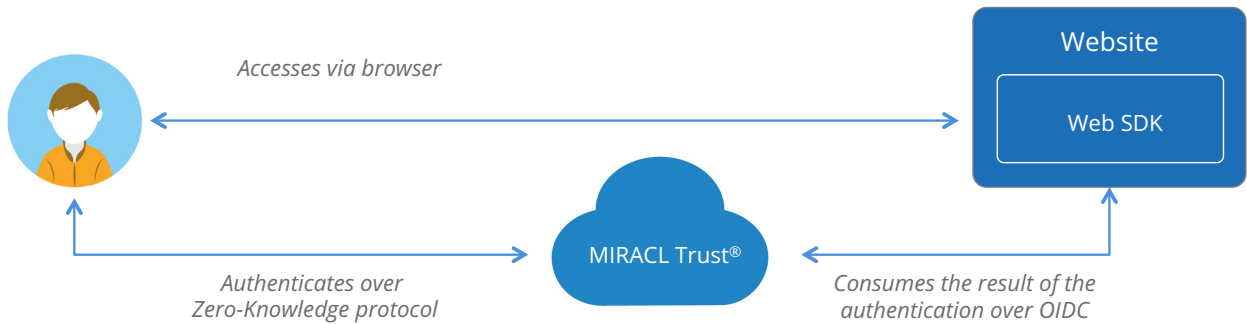 Website
Accesses via browser
Web SDK
MIRACL Trust®
Authenticates over
Zero-Knowledge protocol
Consumes the result of the
authentication over OIDC